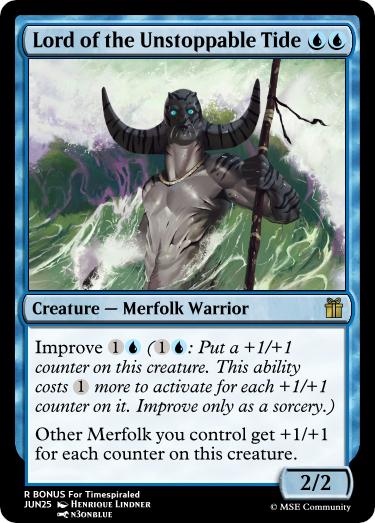 Lord of the Unstoppable Tide
Creature — Merfolk Warrior
Improve 1 (1: Put a +1/+1
counter on this creature. This ability
costs 1 more to activate for each +1/+1
counter on it. Improve only as a sorcery.)
Other Merfolk you control get +1/+1
for each counter on this creature.
2/2
R BONUS For Timespiraled
JUN25 Henrique Lindner
n3onblue
© MSE Community